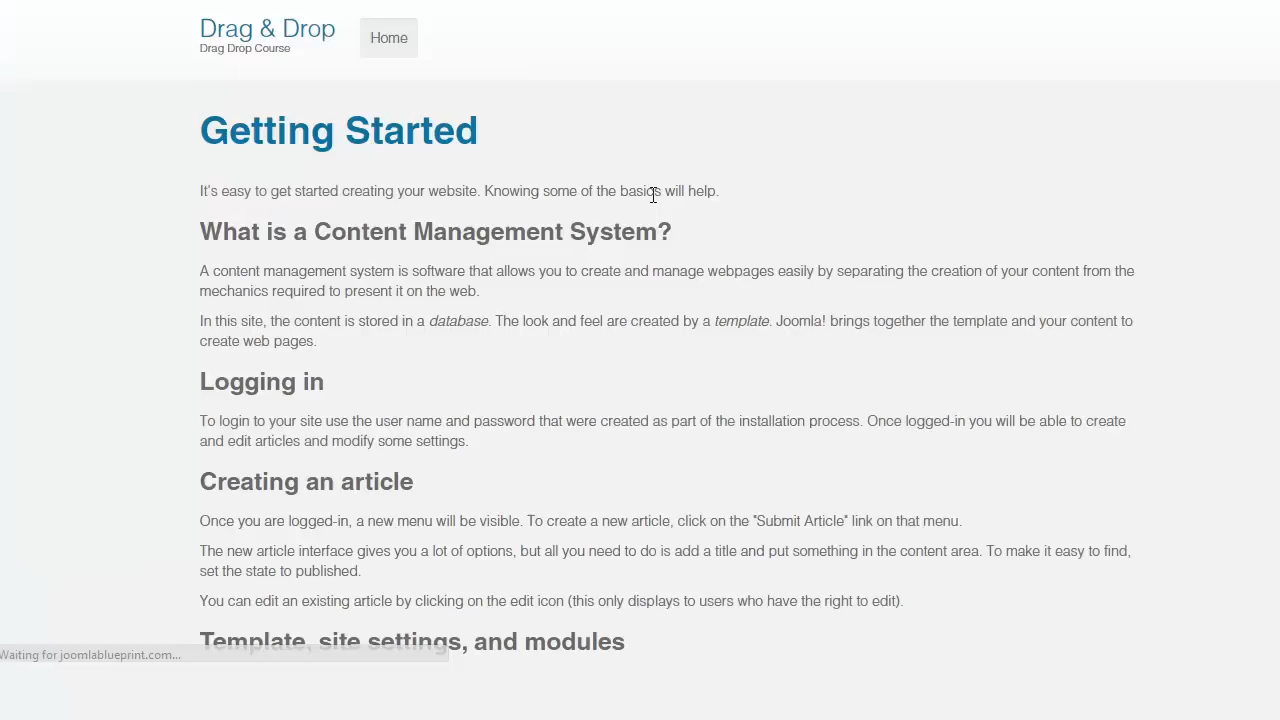 Drag & Drop
Drag Drop Course
Home
Getting Started
It's easy to get started creating your website. Knowing some of the basics will help.
What is a Content Management System?
A content management system is software that allows you to create and manage webpages easily by separating the creation of your content from the
mechanics required to present it on the web.
In this site, the content is stored in a database. The look and feel are created by a template. Joomla! brings together the template and your content to
create web pages.
Logging in
To login to your site use the user name and password that were created as part of the installation process. Once logged-in you will be able to create
and edit articles and modify some settings.
Creating an article
Once you are logged-in, a new menu will be visible. To create a new article, click on the "Submit Article" link on that menu.
The new article interface gives you a lot of options, but all you need to do is add a title and put something in the content area. To make it easy to find,
set the state to published.
You can edit an existing article by clicking on the edit icon (this only displays to users who have the right to edit).
Template, site settings, and modules
Waiting for joomlablueprint.com...